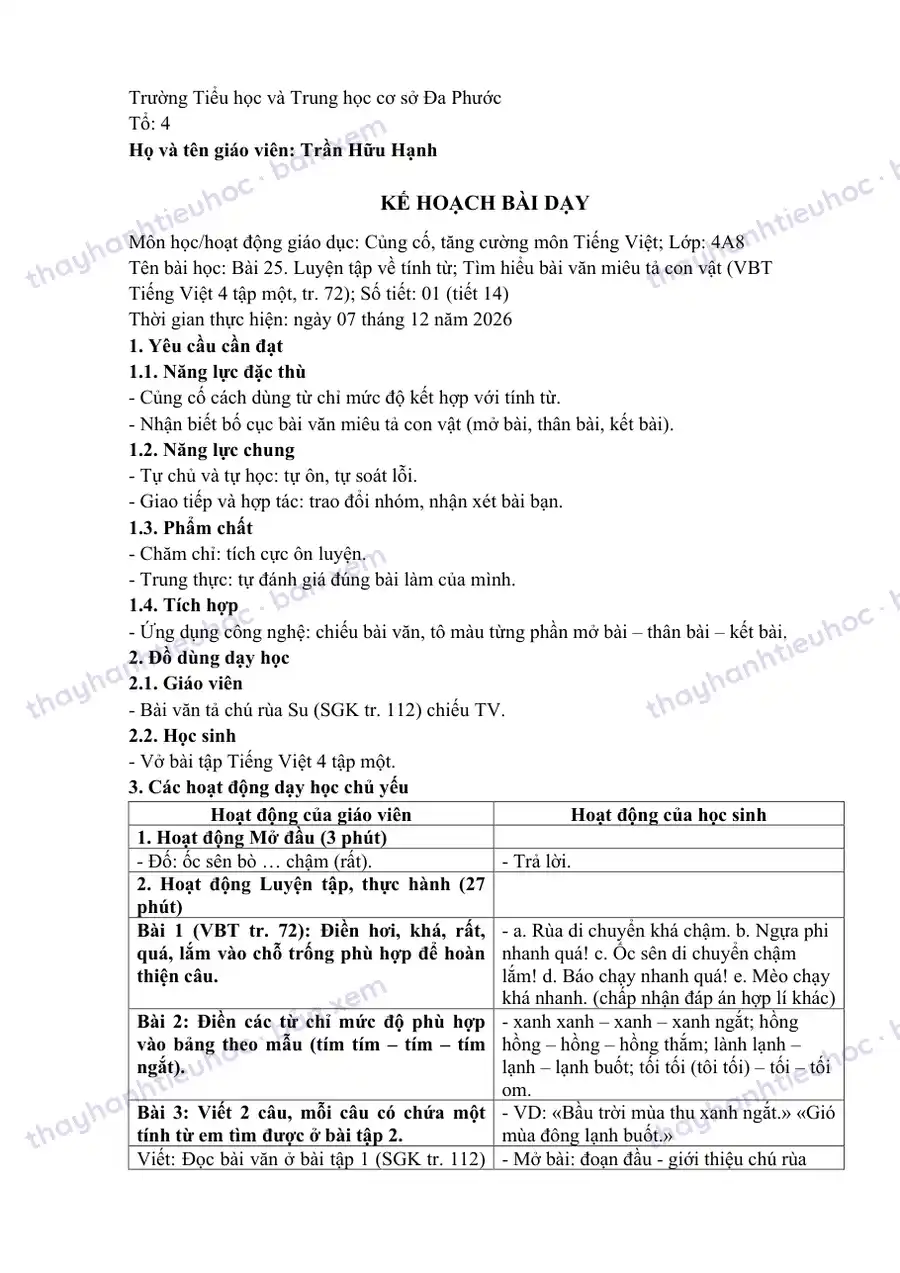 Trường Tiểu học và Trung học cơ sở Đa Phước
Tổ: 4
Họ và tên giáo viên: Trần Hữu Hạnh
KẾ HOẠCH BÀI DẠY
Môn học/hoạt động giáo dục: Củng cố, tăng cường môn Tiếng Việt; Lớp: 4A8
Tên bài học: Bài 25. Luyện tập về tính từ; Tìm hiểu bài văn miêu tả con vật (VBT
Tiếng Việt 4 tập một, tr. 72); Số tiết: 01 (tiết 14)
Thời gian thực hiện: ngày 07 tháng 12 năm 2026
1. Yêu cầu cần đạt
1.1. Năng lực đặc thù
- Củng cố cách dùng từ chỉ mức độ kết hợp với tính từ.
- Nhận biết bố cục bài văn miêu tả con vật (mở bài, thân bài, kết bài).
1.2. Năng lực chung
- Tự chủ và tự học: tự ôn, tự soát lỗi.
- Giao tiếp và hợp tác: trao đổi nhóm, nhận xét bài bạn.
1.3. Phẩm chất
- Chăm chỉ: tích cực ôn luyện.
- Trung thực: tự đánh giá đúng bài làm của mình.
1.4. Tích hợp
- Ứng dụng công nghệ: chiếu bài văn, tô màu từng phần mở bài – thân bài – kết bài.
2. Đồ dùng dạy học
2.1. Giáo viên
- Bài văn tả chú rùa Su (SGK tr. 112) chiếu TV.
2.2. Học sinh
- Vở bài tập Tiếng Việt 4 tập một.
3. Các hoạt động dạy học chủ yếu
Hoạt động của giáo viên
Hoạt động của học sinh
1. Hoạt động Mở đầu (3 phút)
- Đố: ốc sên bò … chậm (rất).
- Trả lời.
2. Hoạt động Luyện tập, thực hành (27
phút)
Bài 1 (VBT tr. 72): Điền hơi, khá, rất,
quá, lắm vào chỗ trống phù hợp để hoàn
thiện câu.
- a. Rùa di chuyển khá chậm. b. Ngựa phi
nhanh quá! c. Ốc sên di chuyển chậm
lắm! d. Báo chạy nhanh quá! e. Mèo chạy
khá nhanh. (chấp nhận đáp án hợp lí khác)
Bài 2: Điền các từ chỉ mức độ phù hợp
vào bảng theo mẫu (tím tím – tím – tím
ngắt).
- xanh xanh – xanh – xanh ngắt; hồng
hồng – hồng – hồng thắm; lành lạnh –
lạnh – lạnh buốt; tối tối (tôi tối) – tối – tối
om.
Bài 3: Viết 2 câu, mỗi câu có chứa một
tính từ em tìm được ở bài tập 2.
- VD: «Bầu trời mùa thu xanh ngắt.» «Gió
mùa đông lạnh buốt.»
Viết: Đọc bài văn ở bài tập 1 (SGK tr. 112)
- Mở bài: đoạn đầu - giới thiệu chú rùa
thayhanhtieuhoc · bản xem
thayhanhtieuhoc · b
thayhanhtieuhoc · bản xem
thayhanhtieuhoc · b
thayhanhtieuhoc · bản xem
thayhanhtieuhoc · b